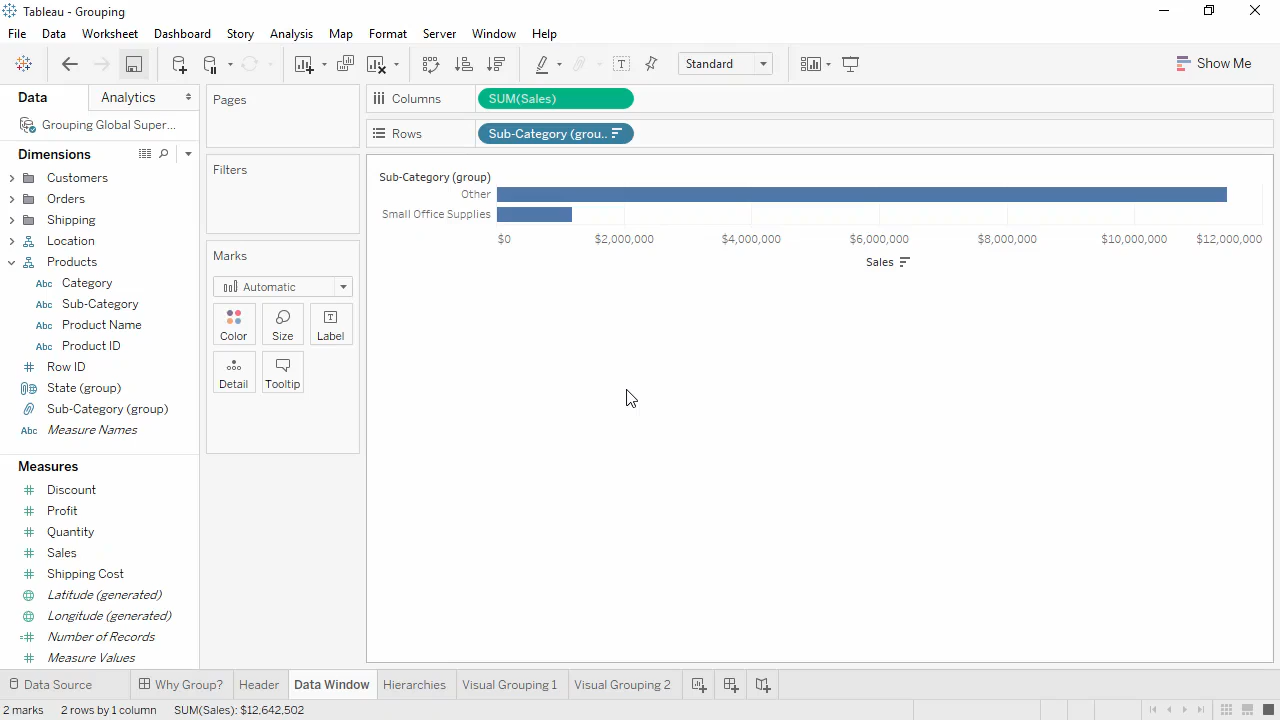 Tableau - Grouping
File Data Worksheet Dashboard Story Analysis Map Format Server Window Help
Standard
Show Me
Data
Analytics
Grouping Global Super...
Dimensions
Customers
Orders
Shipping
Location
Products
Abc Category
Abc Sub-Category
Abc Product Name
Abc Product ID
Row ID
State (group)
Sub-Category (group)
Abc Measure Names
Measures
Discount
Profit
Quantity
Sales
Shipping Cost
Latitude (generated)
Longitude (generated)
Number of Records
Measure Values
Pages
Filters
Marks
Automatic
Color Size Label
Detail Tooltip
Columns SUM(Sales)
Rows Sub-Category (grou..
Sub-Category (group)
Other
Small Office Supplies
$0 $2,000,000 $4,000,000 $6,000,000 $8,000,000 $10,000,000 $12,000,000
Sales
Data Source Why Group? Header Data Window Hierarchies Visual Grouping 1 Visual Grouping 2
2 marks 2 rows by 1 column SUM(Sales): $12,642,502